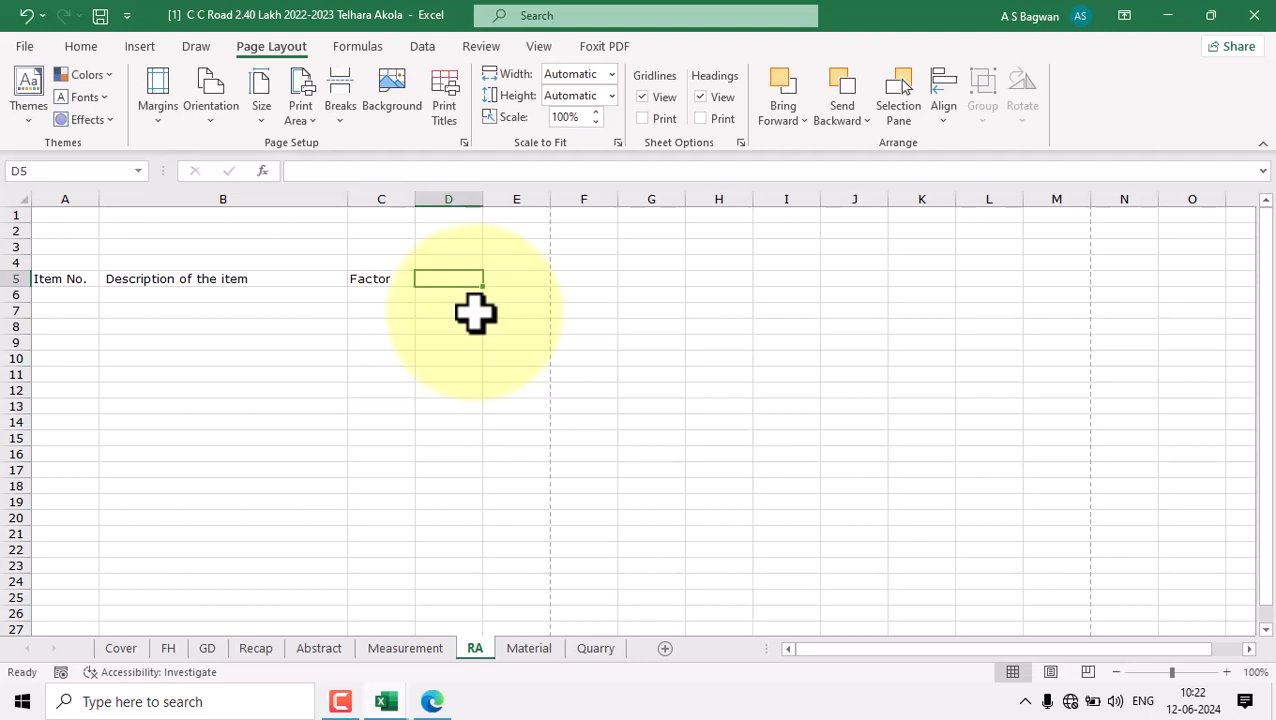 [1] C C Road 2.40 Lakh 2022-2023 Telhara Akola - Excel
Search
A S Bagwan
AS
File Home Insert Draw Page Layout Formulas Data Review View Foxit PDF Share
Aa
Themes
Colors
Fonts
Effects
Margins
Orientation
Size
Print Area
Breaks
Background
Print Titles
Width: Automatic
Height: Automatic
Scale: 100%
Gridlines
View
Print
Headings
View
Print
Bring Forward
Send Backward
Selection Pane
Align
Group
Rotate
Themes Page Setup Scale to Fit Sheet Options Arrange
D5 fx
A B C D E F G H I J K L M N O
1
2
3
4
5 Item No. Description of the item Factor
6
7
8
9
10
11
12
13
14
15
16
17
18
19
20
21
22
23
24
25
26
27
Cover FH GD Recap Abstract Measurement RA Material Quarry
Ready Accessibility: Investigate 100%
Type here to search
ENG
10:22
12-06-2024